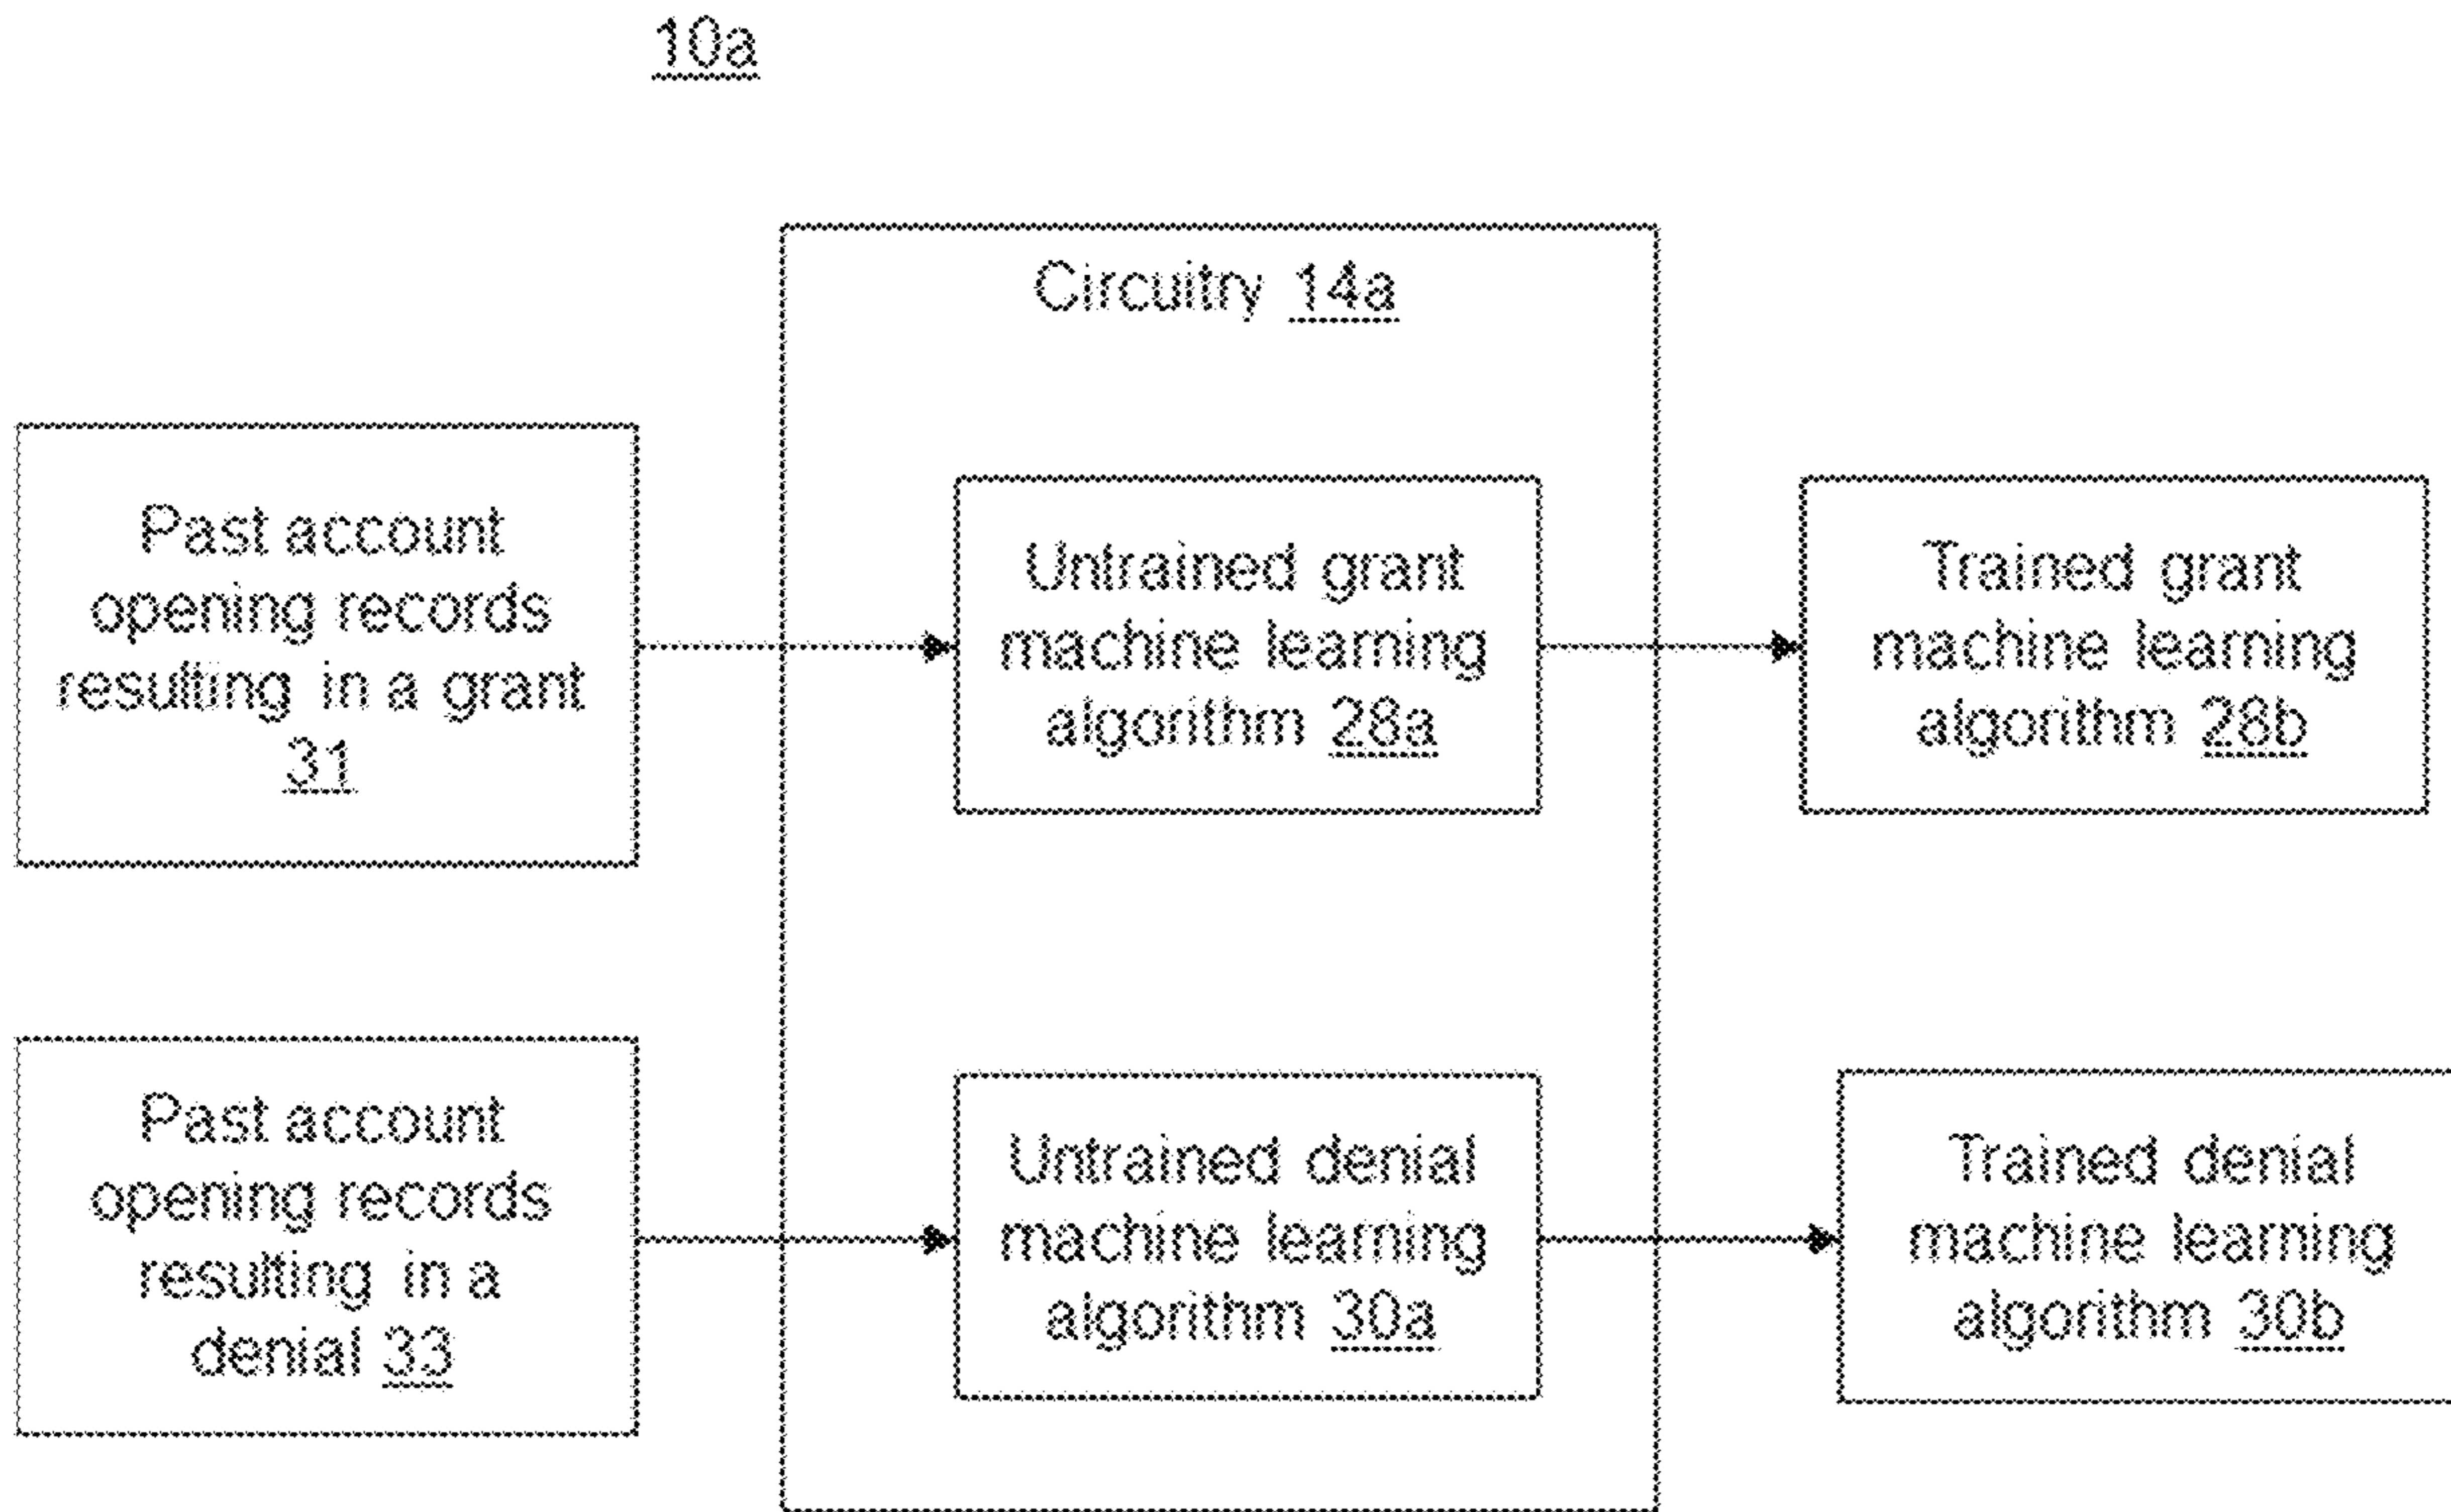 10a
Circuitry 14a
Past account
opening records
resulting in a grant
31
Untrained grant
machine learning
algorithm 28a
Trained grant
machine learning
algorithm 28b
Past account
opening records
resulting in a
denial 33
Untrained denial
machine learning
algorithm 30a
Trained denial
machine learning
algorithm 30b